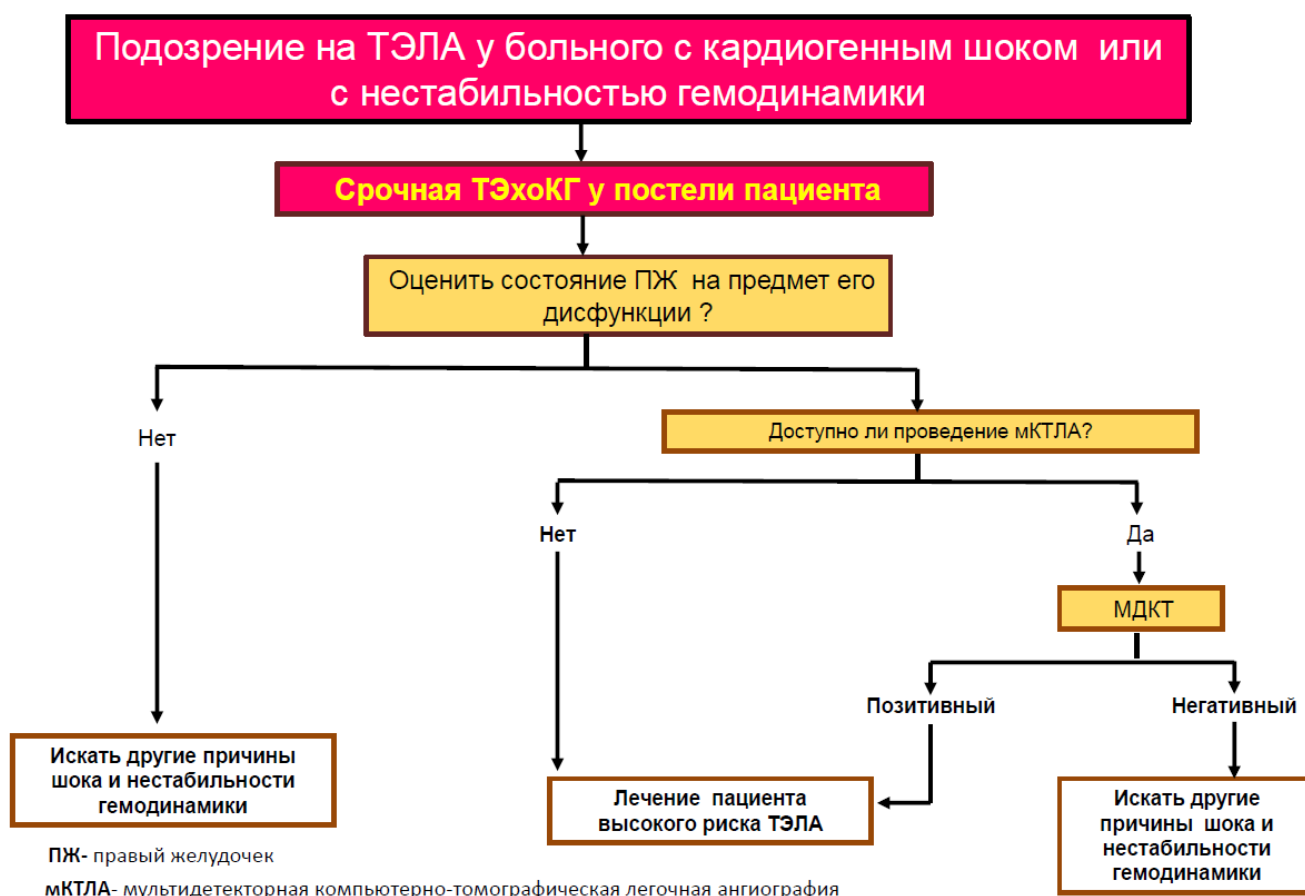 Подозрение на ТЭЛА у больного с кардиогенным шоком или
с нестабильностью гемодинамики
Срочная ТЭхоКГ у постели пациента
Оценить состояние ПЖ на предмет его
дисфункции ?
Нет
Доступно ли проведение мКТЛА?
Нет
Да
МДКТ
Позитивный
Негативный
Искать другие причины
шока и нестабильности
гемодинамики
Лечение пациента
высокого риска ТЭЛА
Искать другие
причины шока и
нестабильности
гемодинамики
ПЖ- правый желудочек
мКТЛА- мультидетекторная компьютерно-томографическая легочная ангиография